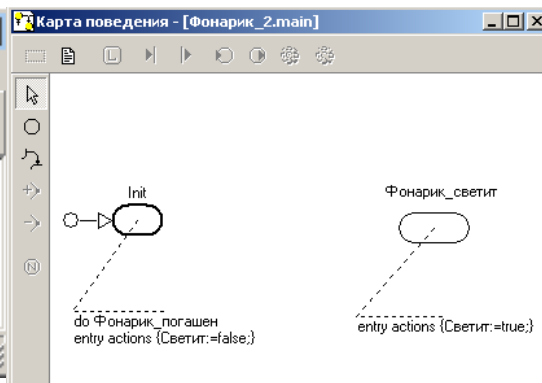 Карта поведения - [Фонарик_2.main]
L
Init
Фонарик_светит
do Фонарик_погашен
entry actions {Светит:=false;}
entry actions {Светит:=true;}
N